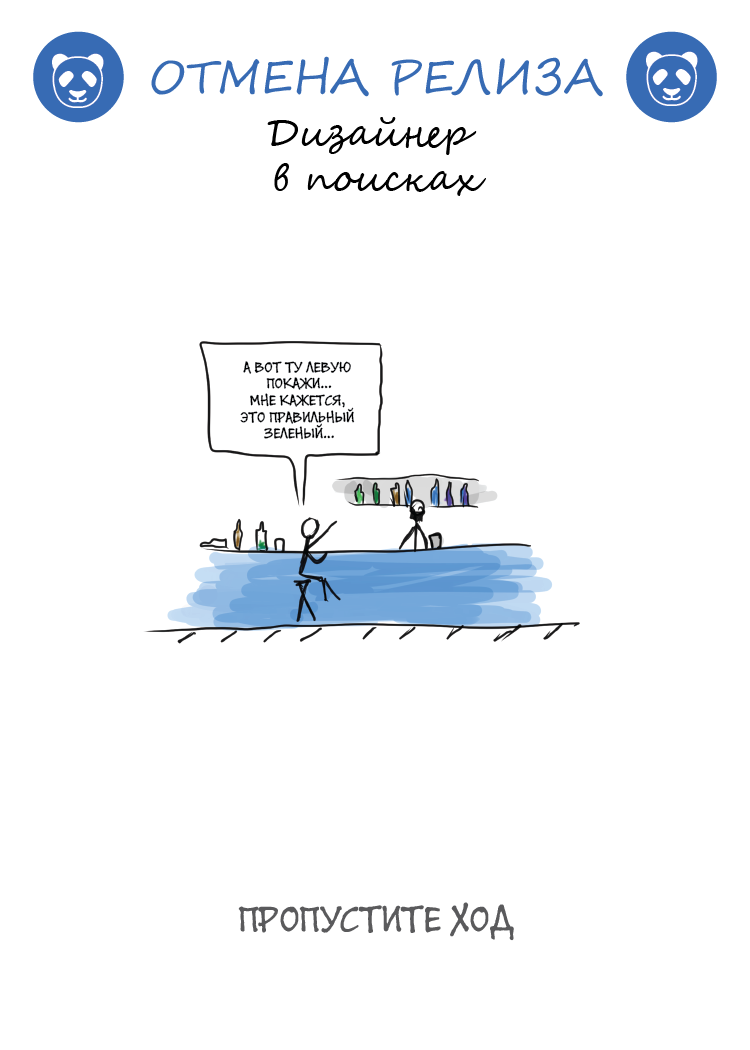 ОТМЕНА РЕЛИЗА
Дизайнер
в поисках
А ВОТ ТУ ЛЕВУЮ
ПОКАЖИ...
МНЕ КАЖЕТСЯ,
ЭТО ПРАВИЛЬНЫЙ
ЗЕЛЕНЫЙ...
ПРОПУСТИТЕ ХОД